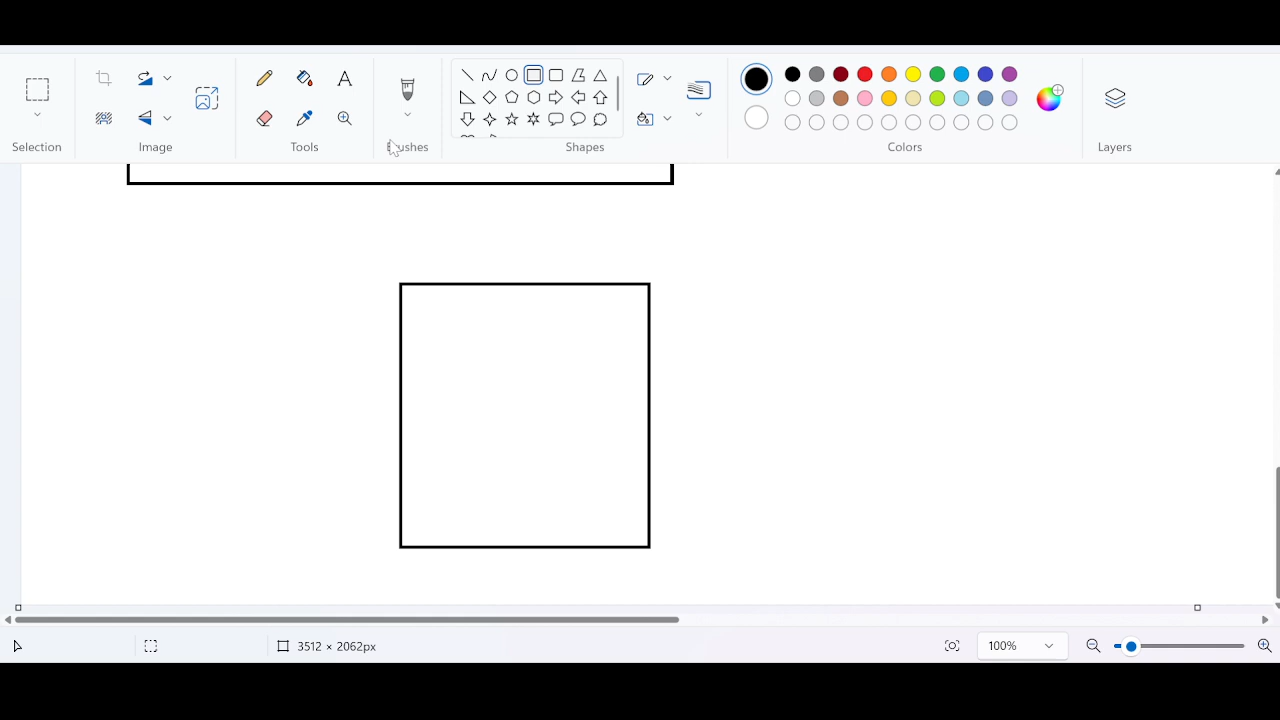 Selection
Image
Tools
Brushes
Shapes
Colors
Layers
3512 × 2062px
100%